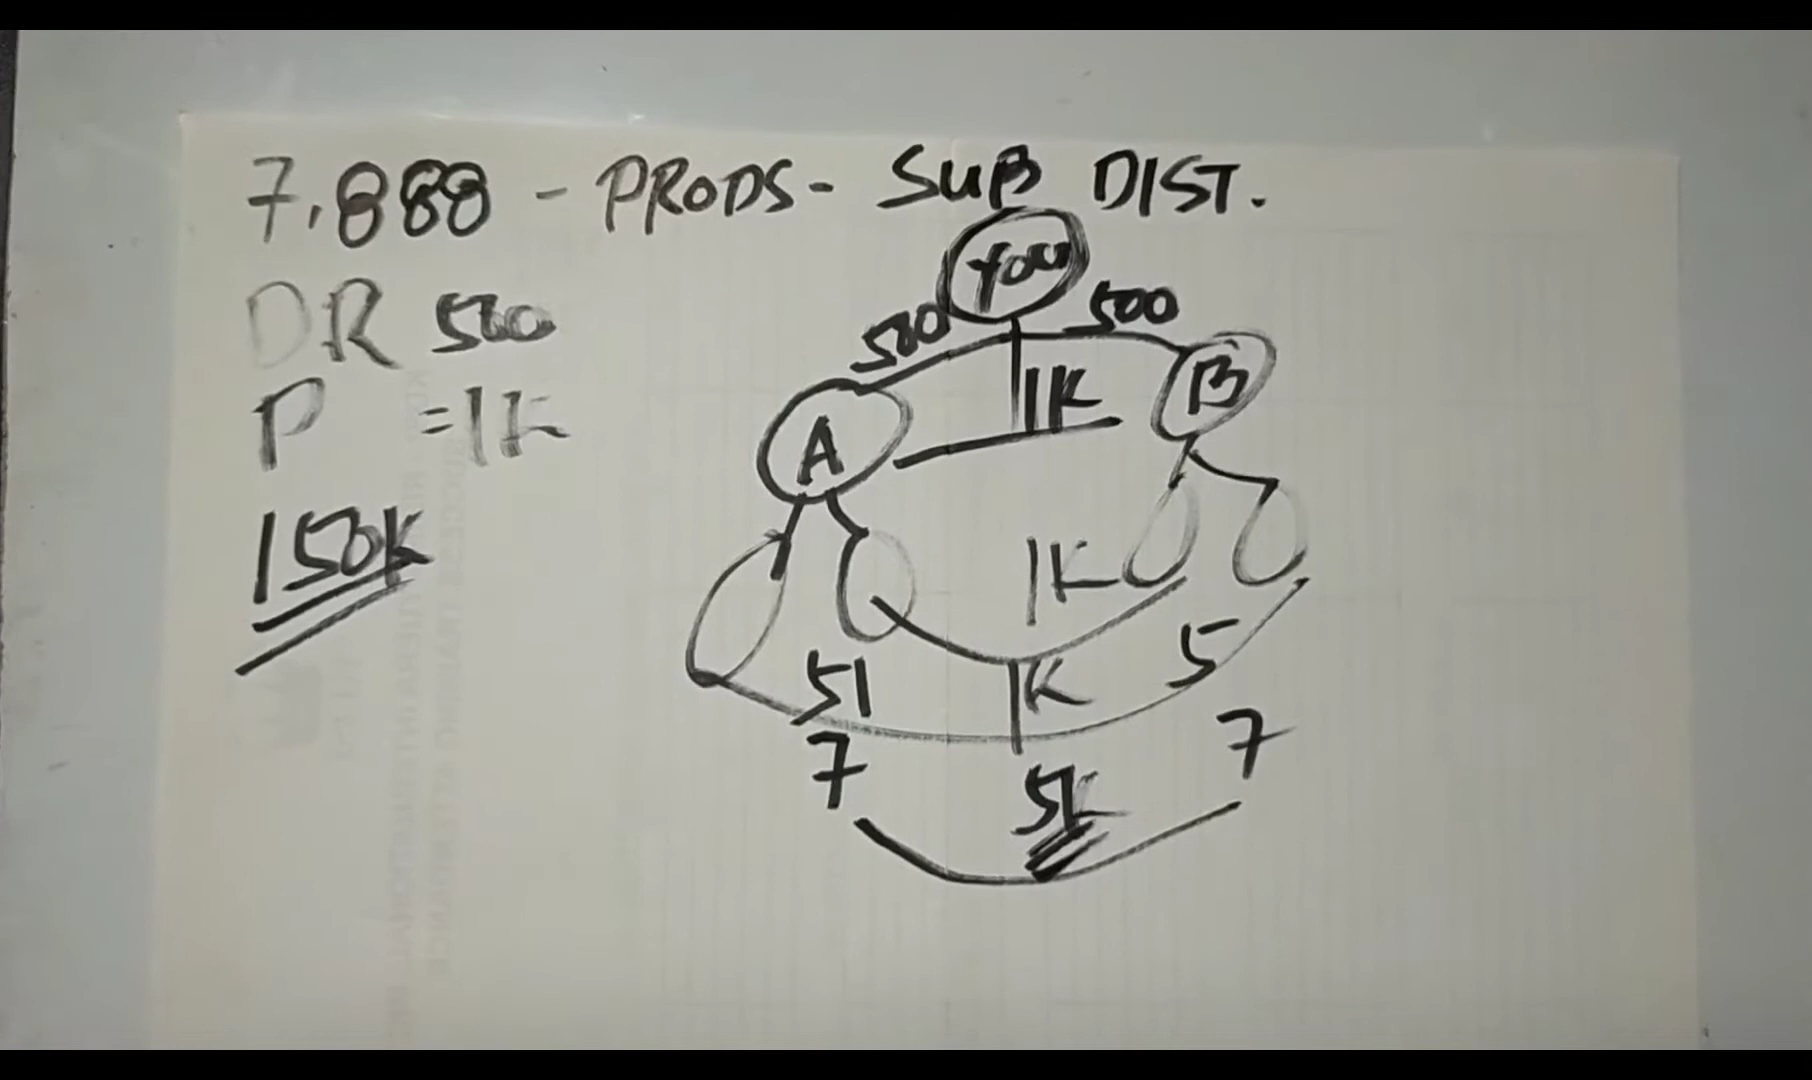 7,888 - PRODS - SUB DIST.
YOU
DR 500
500
500
A
B
P = 1K
1K
150K
1K
51
1K
5
7
5K
7